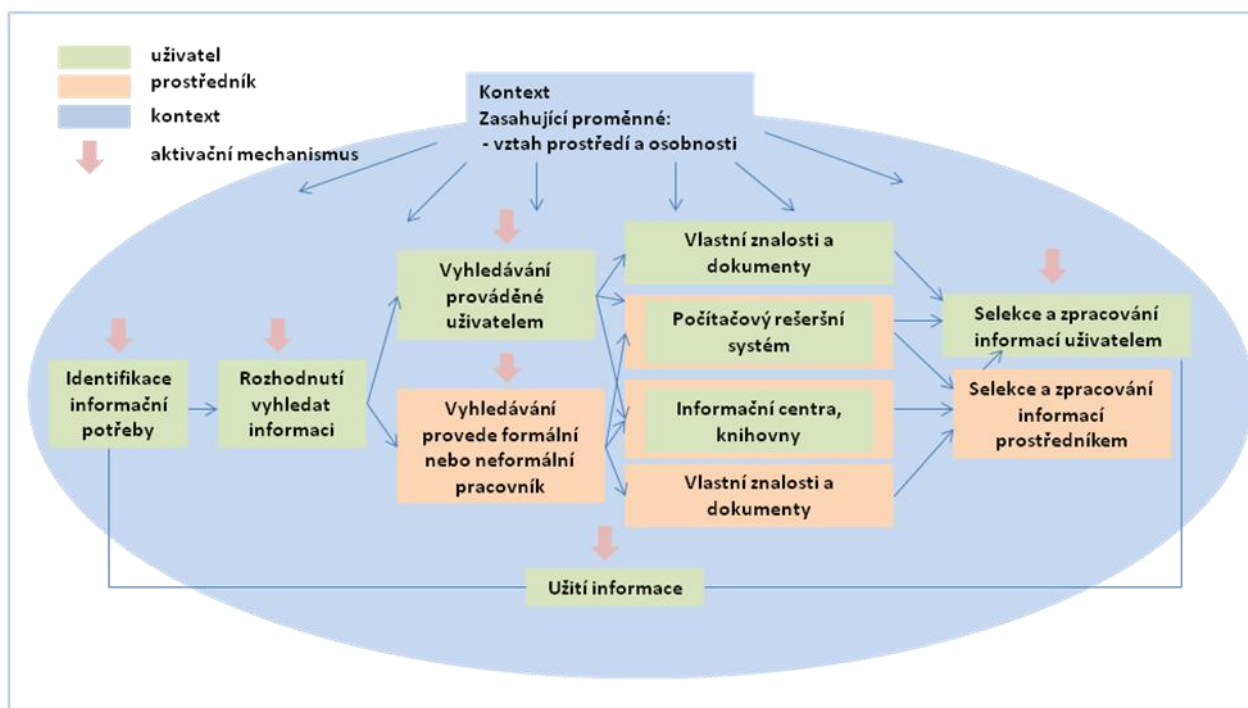 uživatel
prostředník
kontext
aktivační mechanismus
Kontext
Zasahující proměnné:
- vztah prostředí a osobnosti
Identifikace
informační
potřeby
Rozhodnutí
vyhledat
informaci
Vyhledávání
prováděné
uživatelem
Vyhledávání
provede formální
nebo neformální
pracovník
Vlastní znalosti a
dokumenty
Počítačový rešeršní
systém
Informační centra,
knihovny
Vlastní znalosti a
dokumenty
Selekce a zpracování
informací uživatelem
Selekce a zpracování
informací
prostředníkem
Užití informace